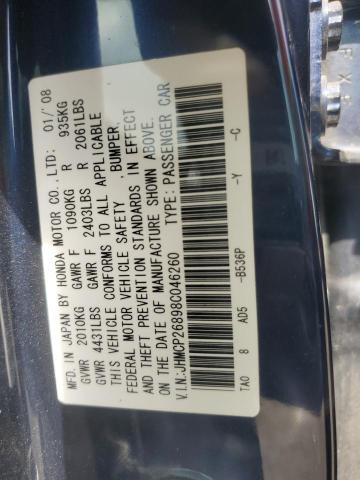 MFD. IN JAPAN BY HONDA MOTOR CO., LTD: 01/'08
GVWR 2010KG GAWR F 1090KG R 935KG
GVWR 4431LBS GAWR F 2403LBS R 2061LBS
THIS VEHICLE CONFORMS TO ALL APPLICABLE
FEDERAL MOTOR VEHICLE SAFETY, BUMPER,
AND THEFT PREVENTION STANDARDS IN EFFECT
ON THE DATE OF MANUFACTURE SHOWN ABOVE.
V.I.N.:JHMCP26898C046260 TYPE:PASSENGER CAR
TA0 8 AD5 -B536P -Y -C